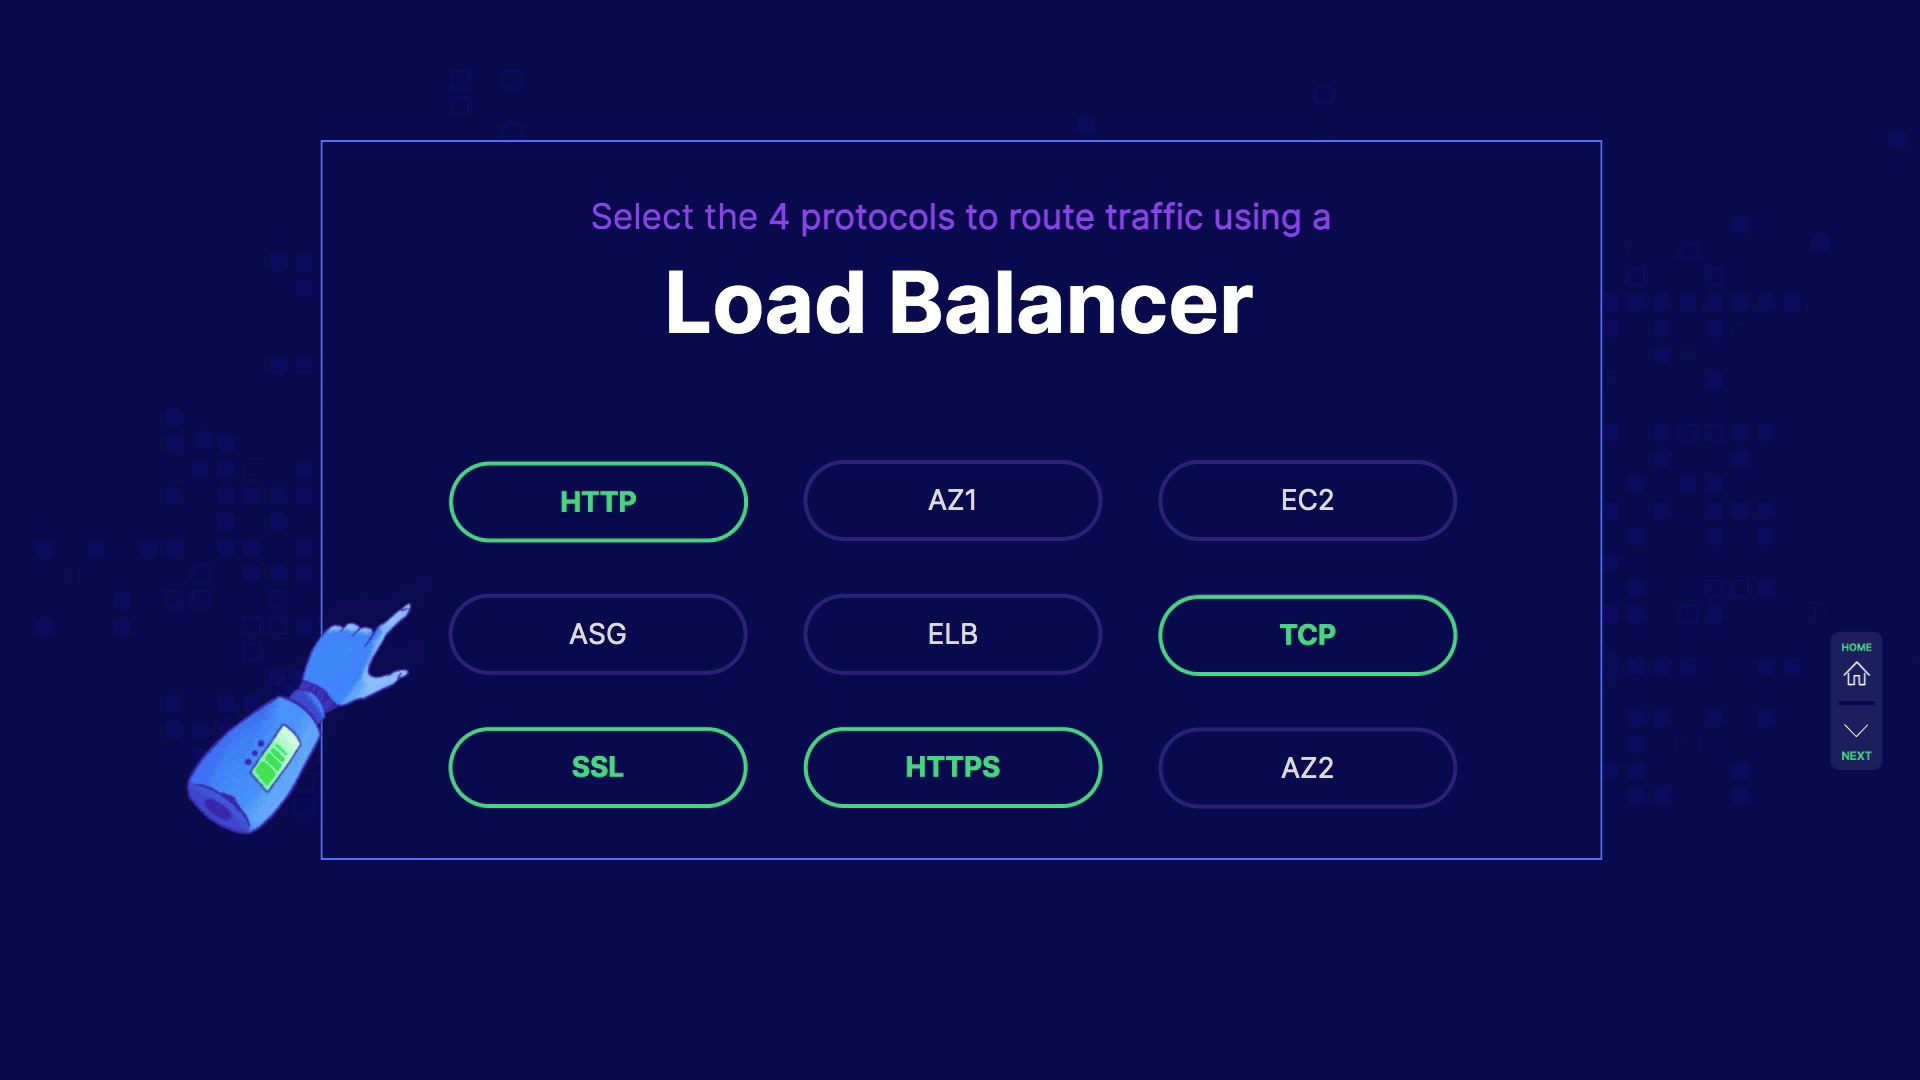 Select the 4 protocols to route traffic using a
Load Balancer
HTTP
AZ1
EC2
ASG
ELB
TCP
SSL
HTTPS
AZ2
HOME
NEXT